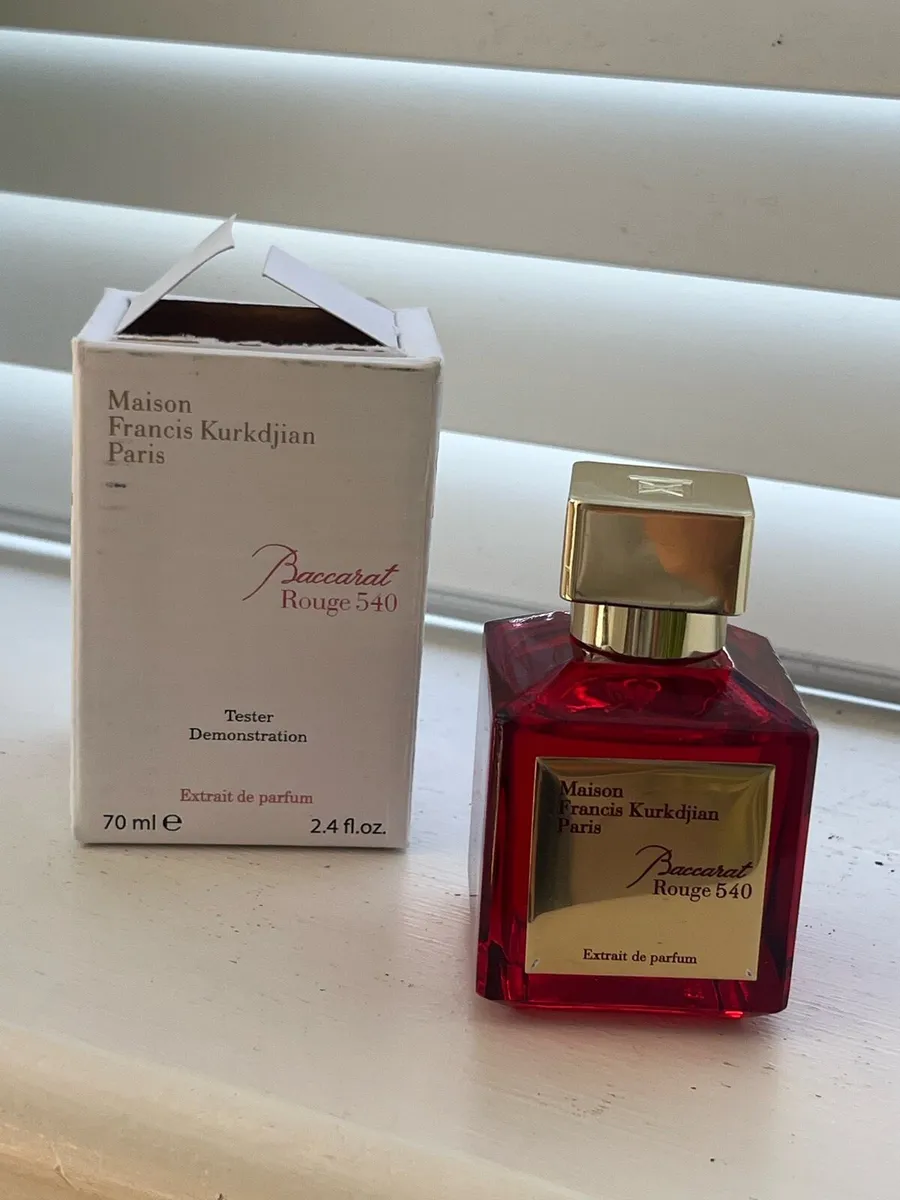 Maison
Francis Kurkdjian
Paris
Baccarat
Rouge 540
Tester
Demonstration
Extrait de parfum
70 ml ℮
2.4 fl.oz.
Maison
Francis Kurkdjian
Paris
Baccarat
Rouge 540
Extrait de parfum